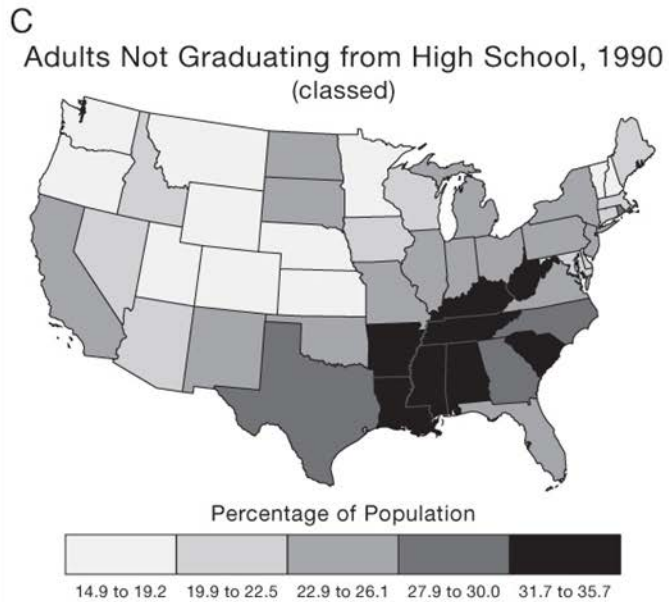 C
Adults Not Graduating from High School, 1990
(classed)
Percentage of Population
14.9 to 19.2 19.9 to 22.5 22.9 to 26.1 27.9 to 30.0 31.7 to 35.7